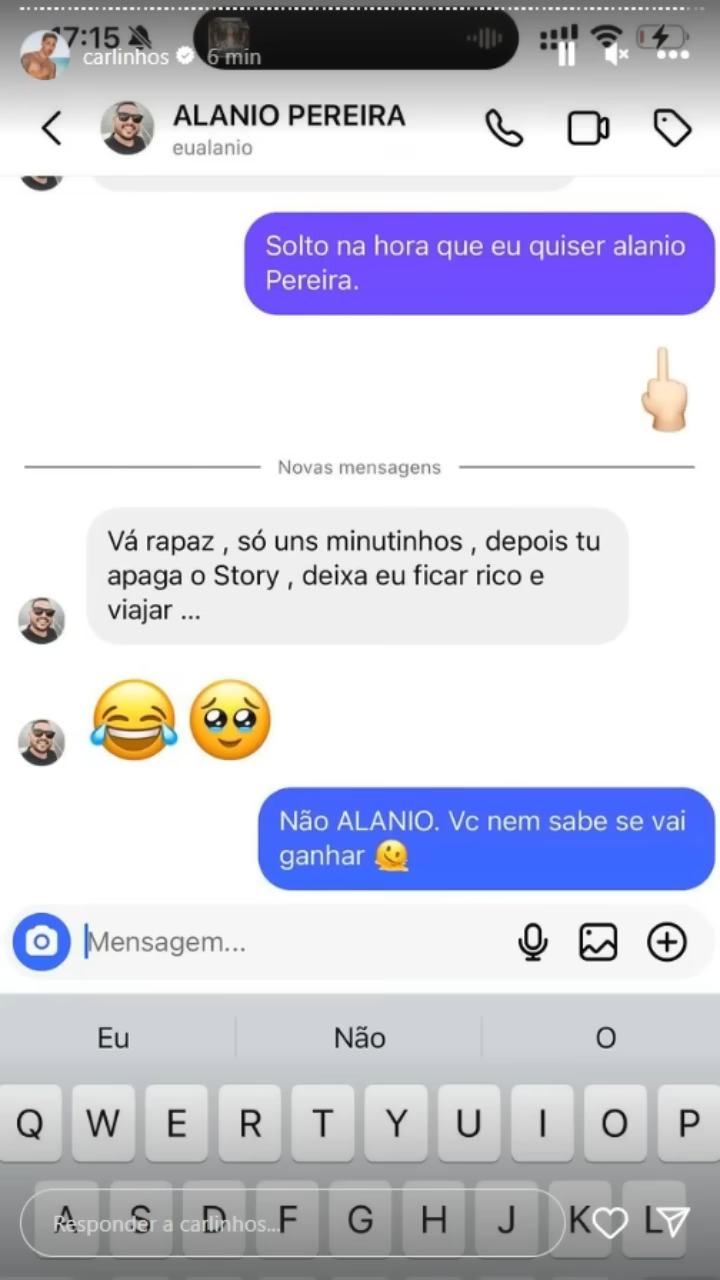 17:15
carlinhos 6 min
ALANIO PEREIRA
eualanio
Solto na hora que eu quiser alanio
Pereira.
🖕🏻
Novas mensagens
Vá rapaz , só uns minutinhos , depois tu
apaga o Story , deixa eu ficar rico e
viajar ...
😂🥹
Não ALANIO. Vc nem sabe se vai
ganhar 🫠
Mensagem...
Eu Não O
Q W E R T Y U I O P
A S D F G H J K L
Responder a carlinhos...